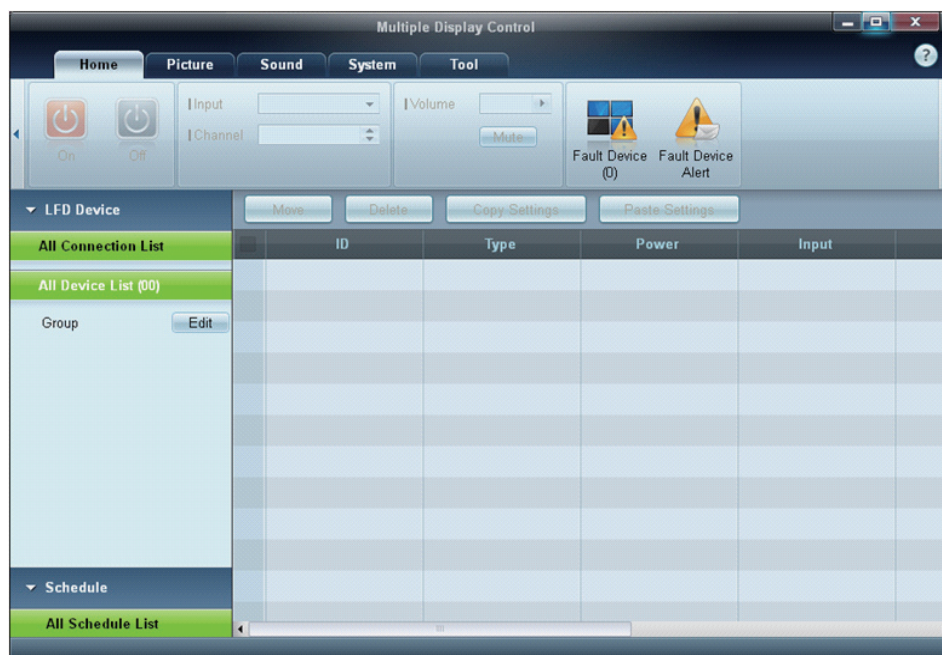 Multiple Display Control
Home Picture Sound System Tool
On Off
Input
Channel
Volume
Mute
Fault Device
(0)
Fault Device
Alert
LFD Device
Move Delete Copy Settings Paste Settings
All Connection List
ID Type Power Input
All Device List (00)
Group Edit
Schedule
All Schedule List